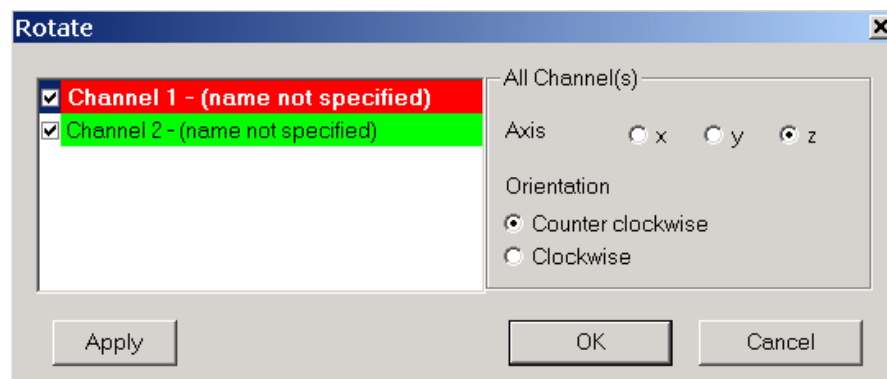 Rotate
Channel 1 - (name not specified)
Channel 2 - (name not specified)
All Channel(s)
Axis x y z
Orientation
Counter clockwise
Clockwise
Apply OK Cancel